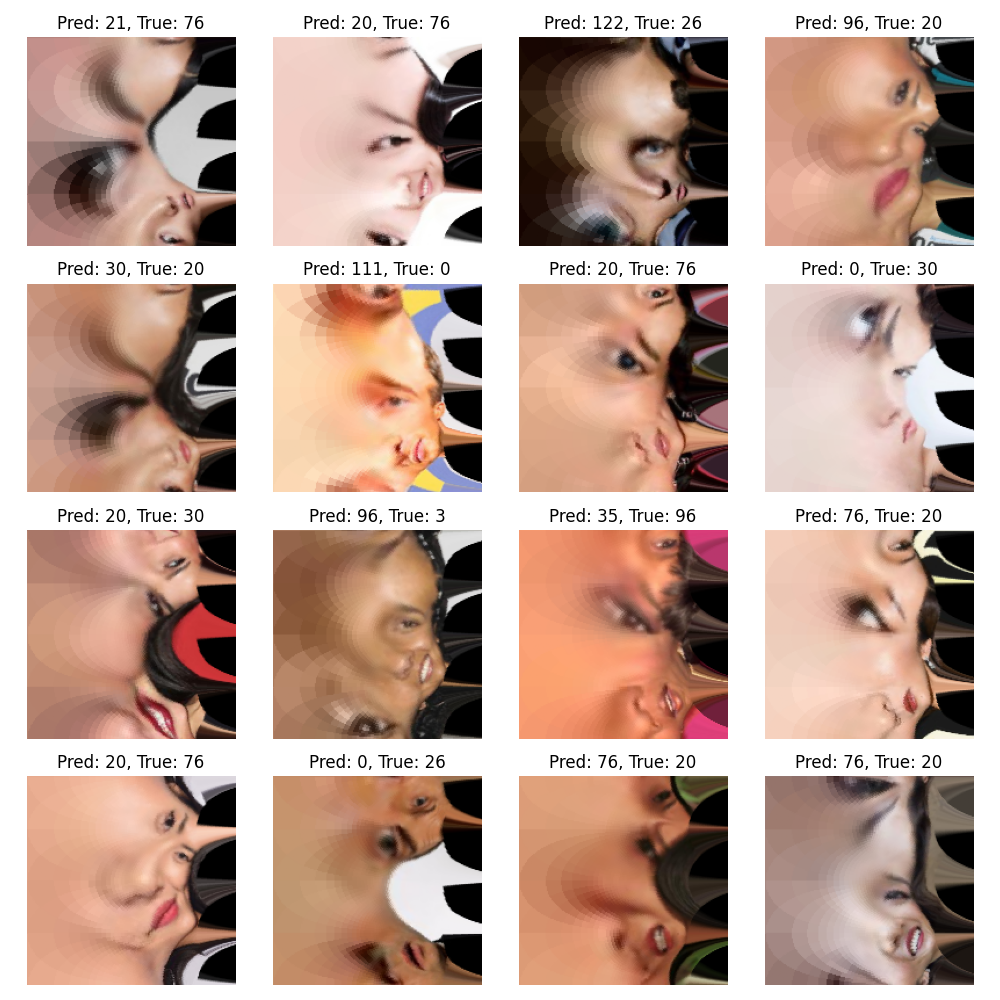 Pred: 21, True: 76
Pred: 20, True: 76
Pred: 122, True: 26
Pred: 96, True: 20
Pred: 30, True: 20
Pred: 111, True: 0
Pred: 20, True: 76
Pred: 0, True: 30
Pred: 20, True: 30
Pred: 96, True: 3
Pred: 35, True: 96
Pred: 76, True: 20
Pred: 20, True: 76
Pred: 0, True: 26
Pred: 76, True: 20
Pred: 76, True: 20